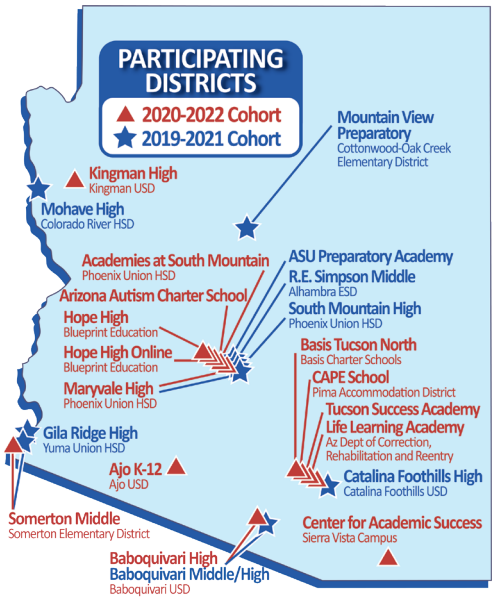 PARTICIPATING
DISTRICTS
2020-2022 Cohort
2019-2021 Cohort
Mountain View
Preparatory
Cottonwood-Oak Creek
Elementary District
Kingman High
Kingman USD
Mohave High
Colorado River HSD
Academies at South Mountain
Phoenix Union HSD
Arizona Autism Charter School
Hope High
Blueprint Education
Hope High Online
Blueprint Education
Maryvale High
Phoenix Union HSD
ASU Preparatory Academy
R.E. Simpson Middle
Alhambra ESD
South Mountain High
Phoenix Union HSD
Basis Tucson North
Basis Charter Schools
CAPE School
Pima Accommodation District
Tucson Success Academy
Life Learning Academy
Az Dept of Correction,
Rehabilitation and Reentry
Catalina Foothills High
Catalina Foothills USD
Gila Ridge High
Yuma Union HSD
Ajo K-12
Ajo USD
Somerton Middle
Somerton Elementary District
Center for Academic Success
Sierra Vista Campus
Baboquivari High
Baboquivari Middle/High
Baboquivari USD